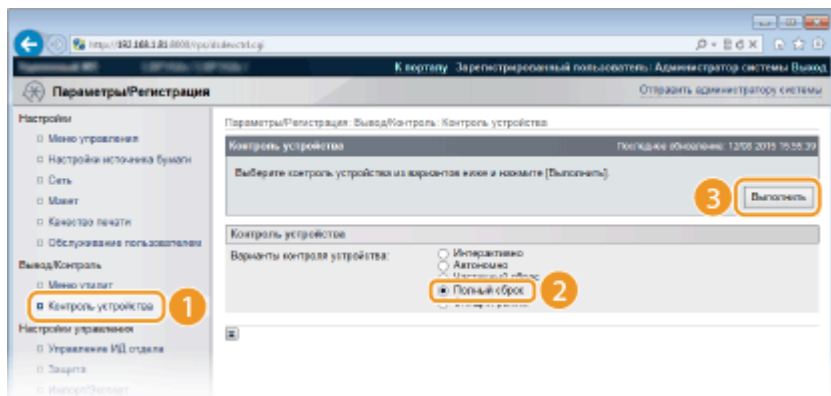 http://192.168.1.81:8000/rps/dcdevctrl.cgi
К порталу Зарегистрированный пользователь: Администратор системы Выход
Параметры/Регистрация
Отправить администратору системы
Настройки
Меню управления
Настройки источника бумаги
Сеть
Макет
Качество печати
Обслуживание пользователем
Вывод/Контроль
Меню утилит
Контроль устройства
1
Настройки управления
Управление ИД отдела
Защита
Импорт/Экспорт
Параметры/Регистрация: Вывод/Контроль: Контроль устройства
Контроль устройства
Последнее обновление: 12/08 2015 15:55:39
Выберите контроль устройства из вариантов ниже и нажмите [Выполнить].
3
Выполнить
Контроль устройства
Варианты контроля устройства:
Интерактивно
Автономно
Полный сброс
2